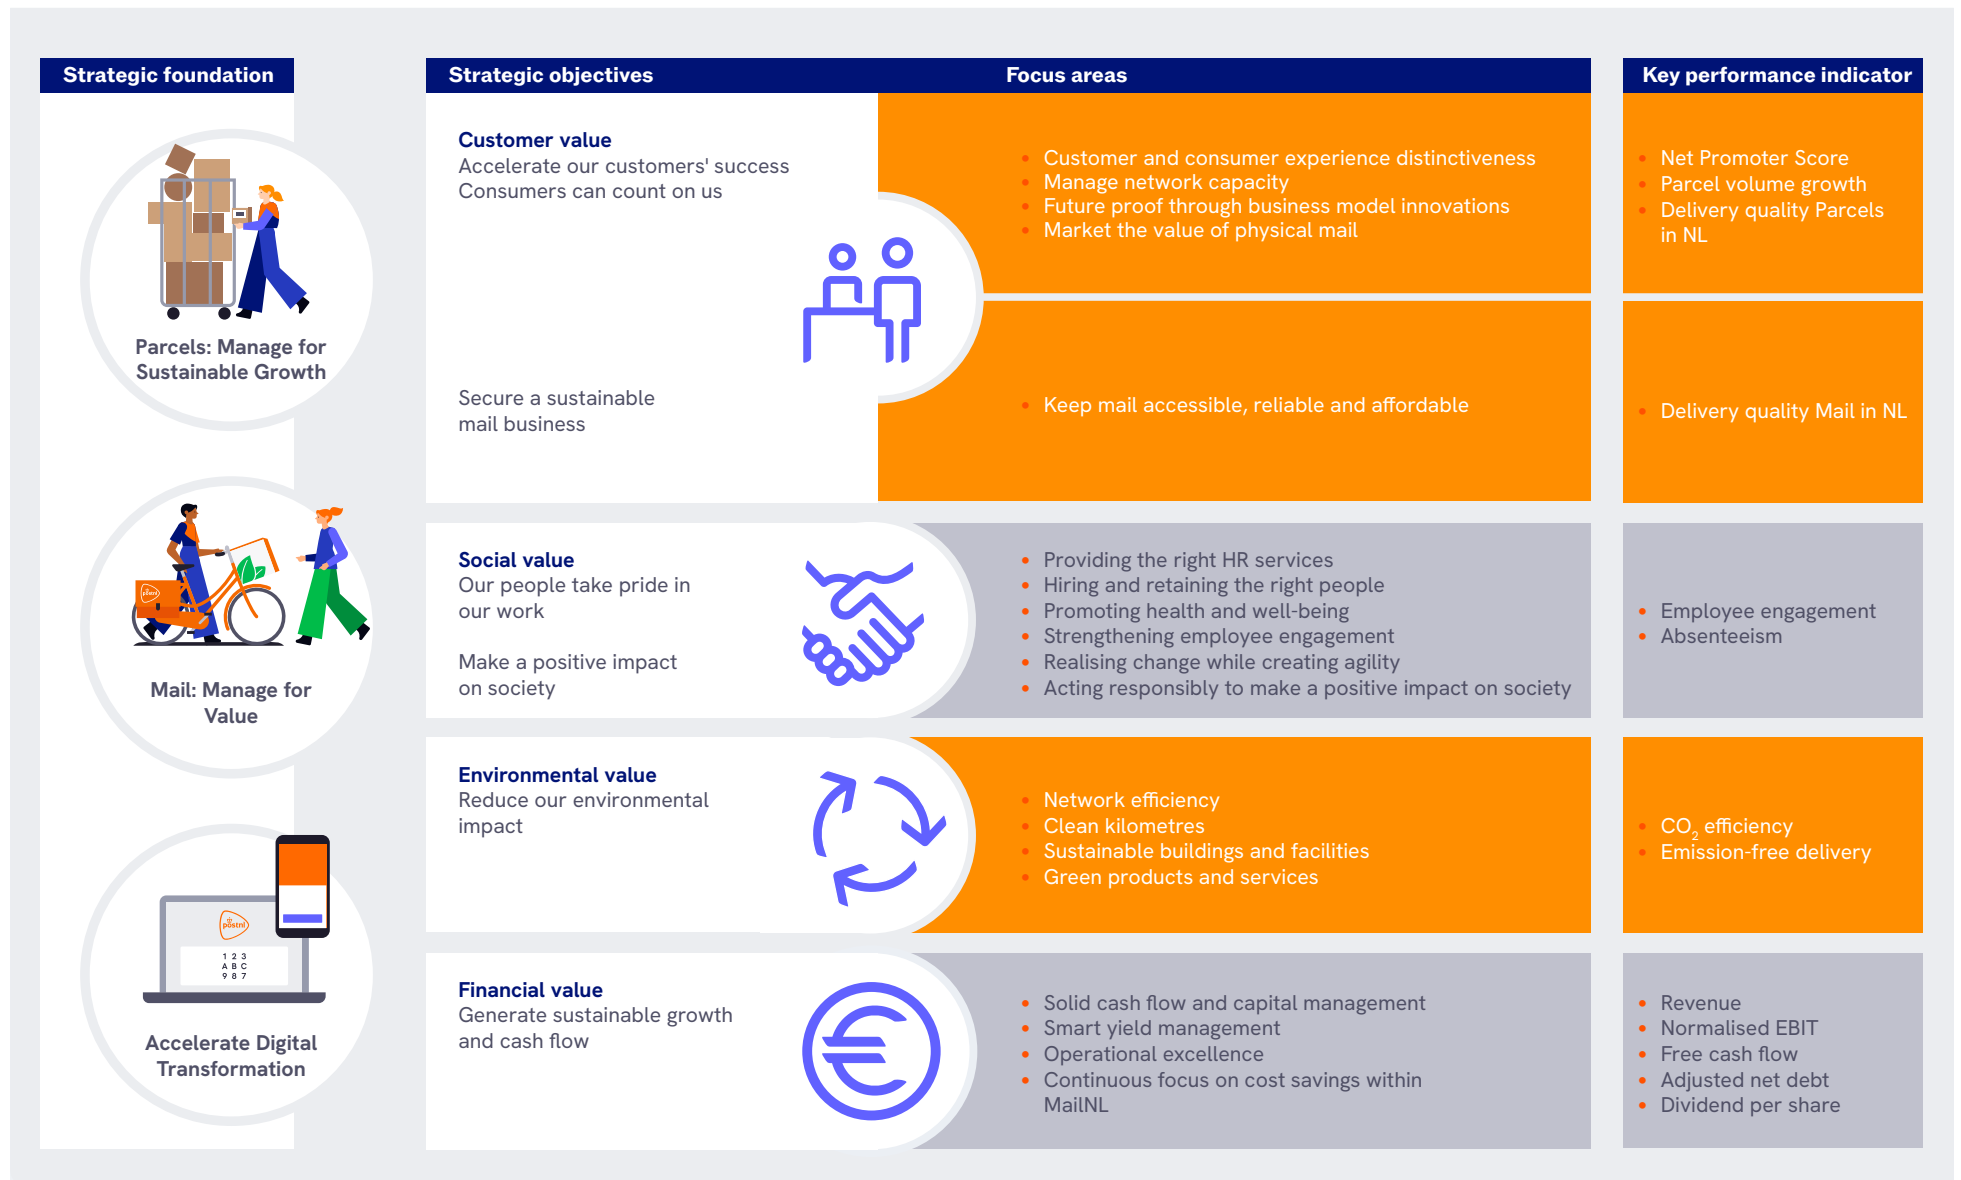 Strategic foundation
Parcels: Manage for
Sustainable Growth
postnl
Mail: Manage for
Value
postnl
1 2 3
A B C
9 8 7
Accelerate Digital
Transformation
Strategic objectives
Focus areas
Key performance indicator
Customer value
Accelerate our customers' success
Consumers can count on us
• Customer and consumer experience distinctiveness
• Manage network capacity
• Future proof through business model innovations
• Market the value of physical mail
• Net Promoter Score
• Parcel volume growth
• Delivery quality Parcels
in NL
Secure a sustainable
mail business
• Keep mail accessible, reliable and affordable
• Delivery quality Mail in NL
Social value
Our people take pride in
our work
Make a positive impact
on society
• Providing the right HR services
• Hiring and retaining the right people
• Promoting health and well-being
• Strengthening employee engagement
• Realising change while creating agility
• Acting responsibly to make a positive impact on society
• Employee engagement
• Absenteeism
Environmental value
Reduce our environmental
impact
• Network efficiency
• Clean kilometres
• Sustainable buildings and facilities
• Green products and services
• CO₂ efficiency
• Emission-free delivery
Financial value
Generate sustainable growth
and cash flow
€
• Solid cash flow and capital management
• Smart yield management
• Operational excellence
• Continuous focus on cost savings within
MailNL
• Revenue
• Normalised EBIT
• Free cash flow
• Adjusted net debt
• Dividend per share